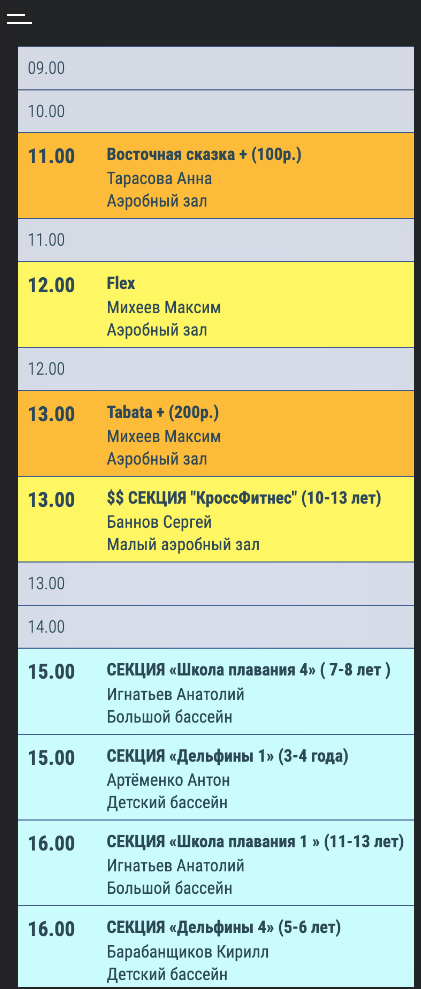 09.00
10.00
11.00 Восточная сказка + (100р.)
Тарасова Анна
Аэробный зал
11.00
12.00 Flex
Михеев Максим
Аэробный зал
12.00
13.00 Tabata + (200р.)
Михеев Максим
Аэробный зал
13.00 $$ СЕКЦИЯ "КроссФитнес" (10-13 лет)
Баннов Сергей
Малый аэробный зал
13.00
14.00
15.00 СЕКЦИЯ «Школа плавания 4» ( 7-8 лет )
Игнатьев Анатолий
Большой бассейн
15.00 СЕКЦИЯ «Дельфины 1» (3-4 года)
Артёменко Антон
Детский бассейн
16.00 СЕКЦИЯ «Школа плавания 1 » (11-13 лет)
Игнатьев Анатолий
Большой бассейн
16.00 СЕКЦИЯ «Дельфины 4» (5-6 лет)
Барабанщиков Кирилл
Детский бассейн